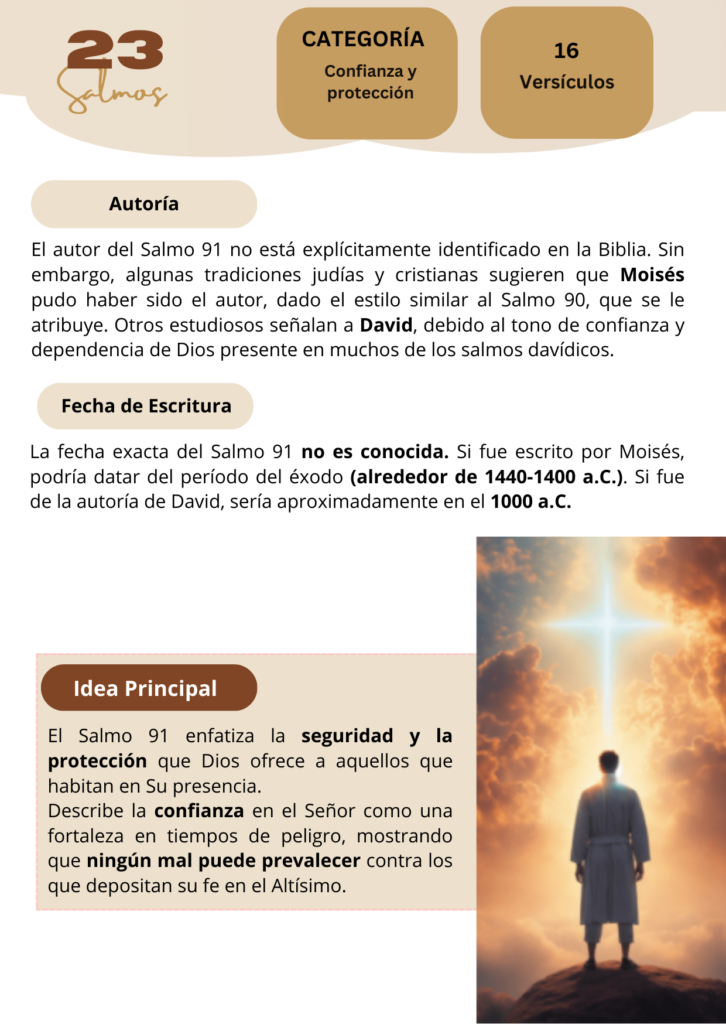 23
Salmos
CATEGORÍA
Confianza y
protección
16
Versículos
Autoría
El autor del Salmo 91 no está explícitamente identificado en la Biblia. Sin
embargo, algunas tradiciones judías y cristianas sugieren que Moisés
pudo haber sido el autor, dado el estilo similar al Salmo 90, que se le
atribuye. Otros estudiosos señalan a David, debido al tono de confianza y
dependencia de Dios presente en muchos de los salmos davídicos.
Fecha de Escritura
La fecha exacta del Salmo 91 no es conocida. Si fue escrito por Moisés,
podría datar del período del éxodo (alrededor de 1440-1400 a.C.). Si fue
de la autoría de David, sería aproximadamente en el 1000 a.C.
Idea Principal
El Salmo 91 enfatiza la seguridad y la
protección que Dios ofrece a aquellos que
habitan en Su presencia.
Describe la confianza en el Señor como una
fortaleza en tiempos de peligro, mostrando
que ningún mal puede prevalecer contra los
que depositan su fe en el Altísimo.